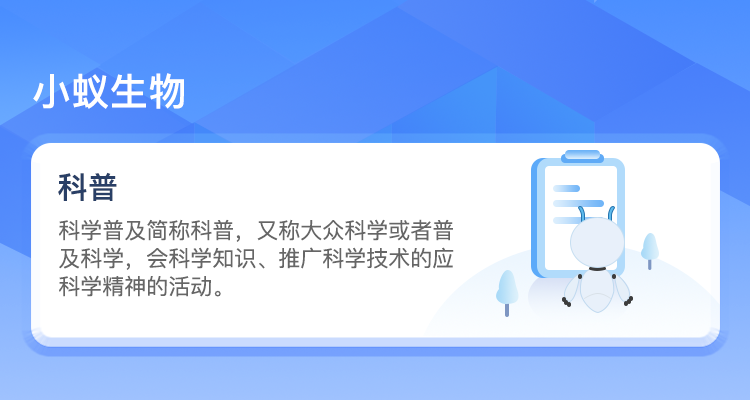 小蚁生物
科普
科学普及简称科普，又称大众科学或者普
及科学，会科学知识、推广科学技术的应
科学精神的活动。